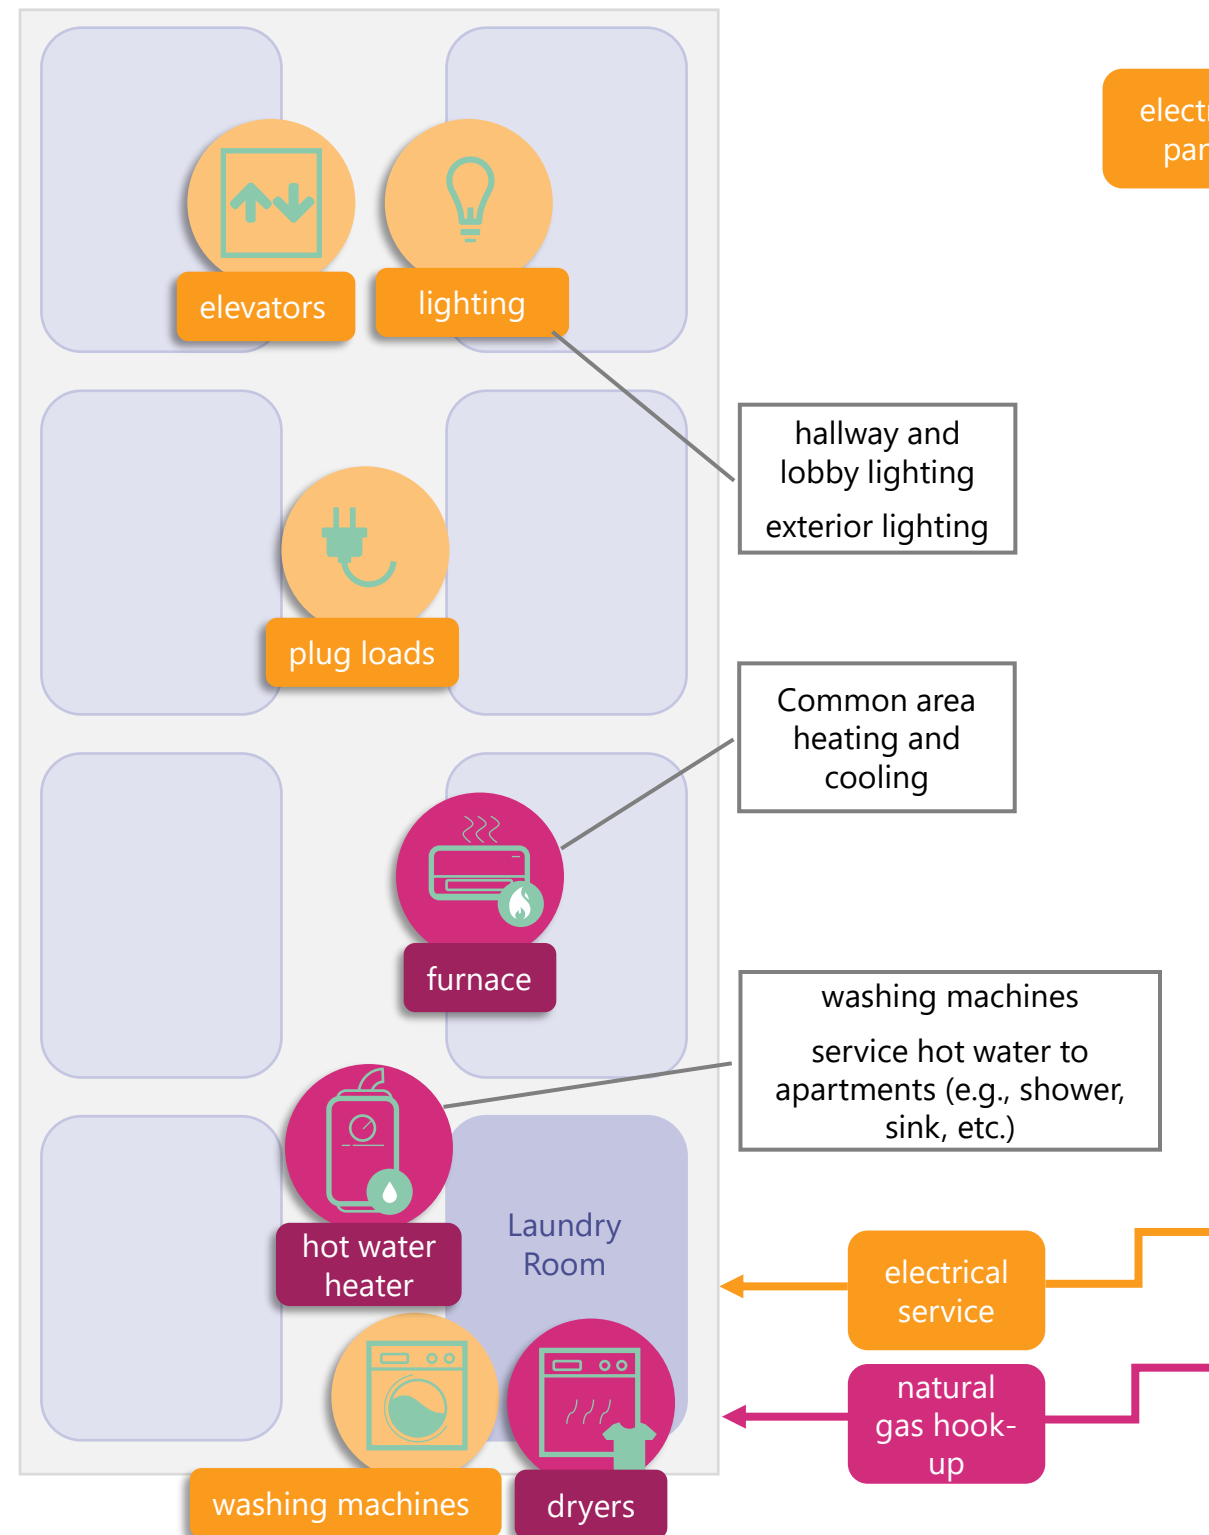 elevators
lighting
hallway and
lobby lighting
exterior lighting
plug loads
Common area
heating and
cooling
furnace
washing machines
service hot water to
apartments (e.g., shower,
sink, etc.)
hot water
heater
Laundry
Room
electrical
service
natural
gas hook-
up
washing machines
dryers